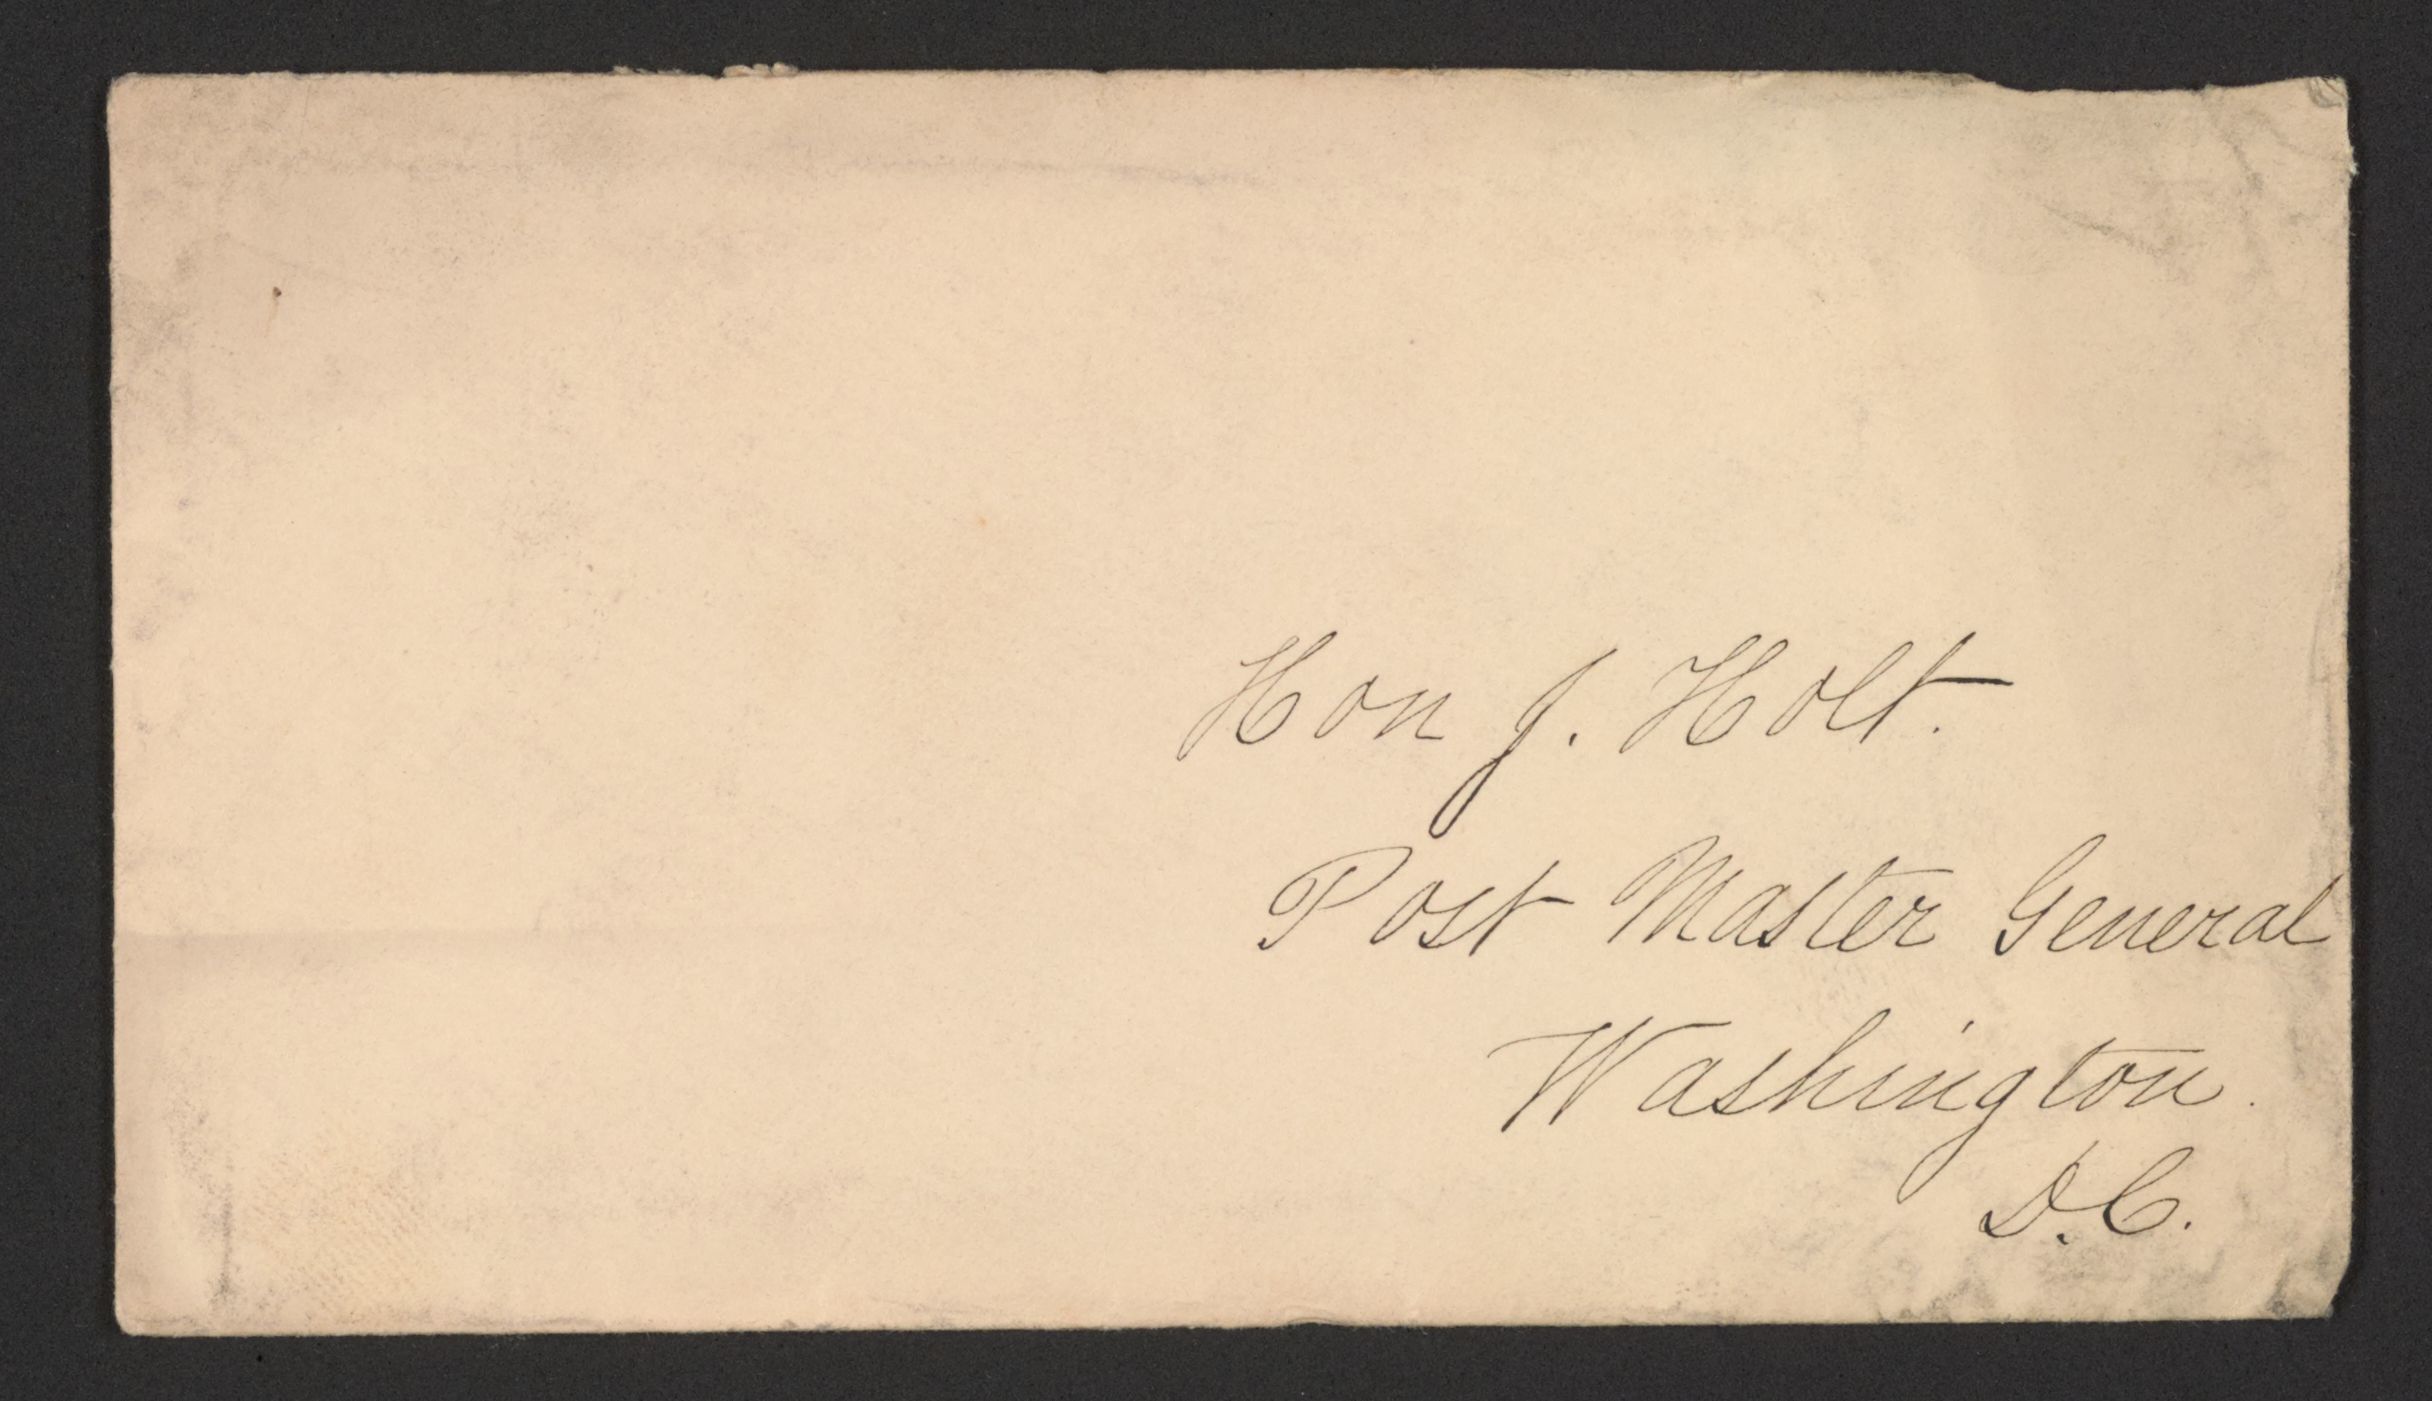 Hon J. Holt.
Post Master General
Washington.
D.C.